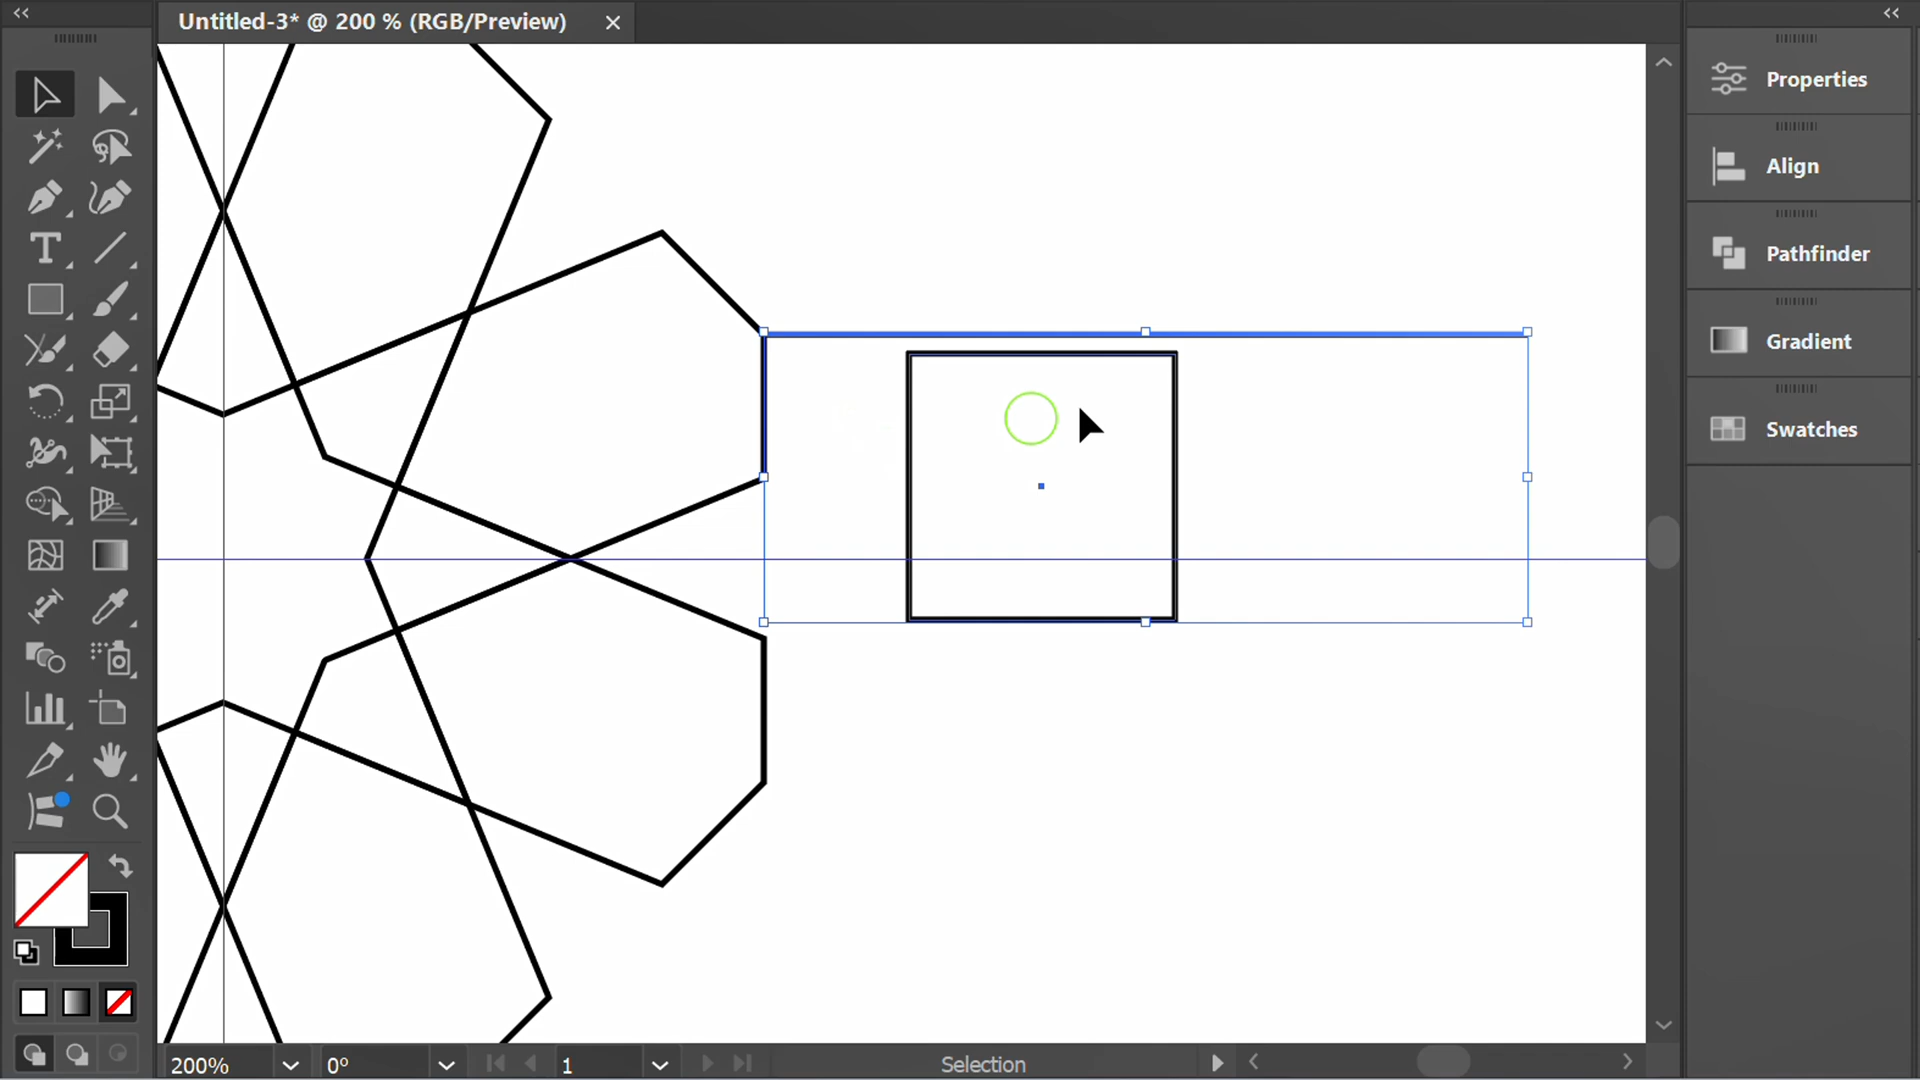 Untitled-3* @ 200 % (RGB/Preview)
Properties
Align
Pathfinder
Gradient
Swatches
200%
0°
1
Selection